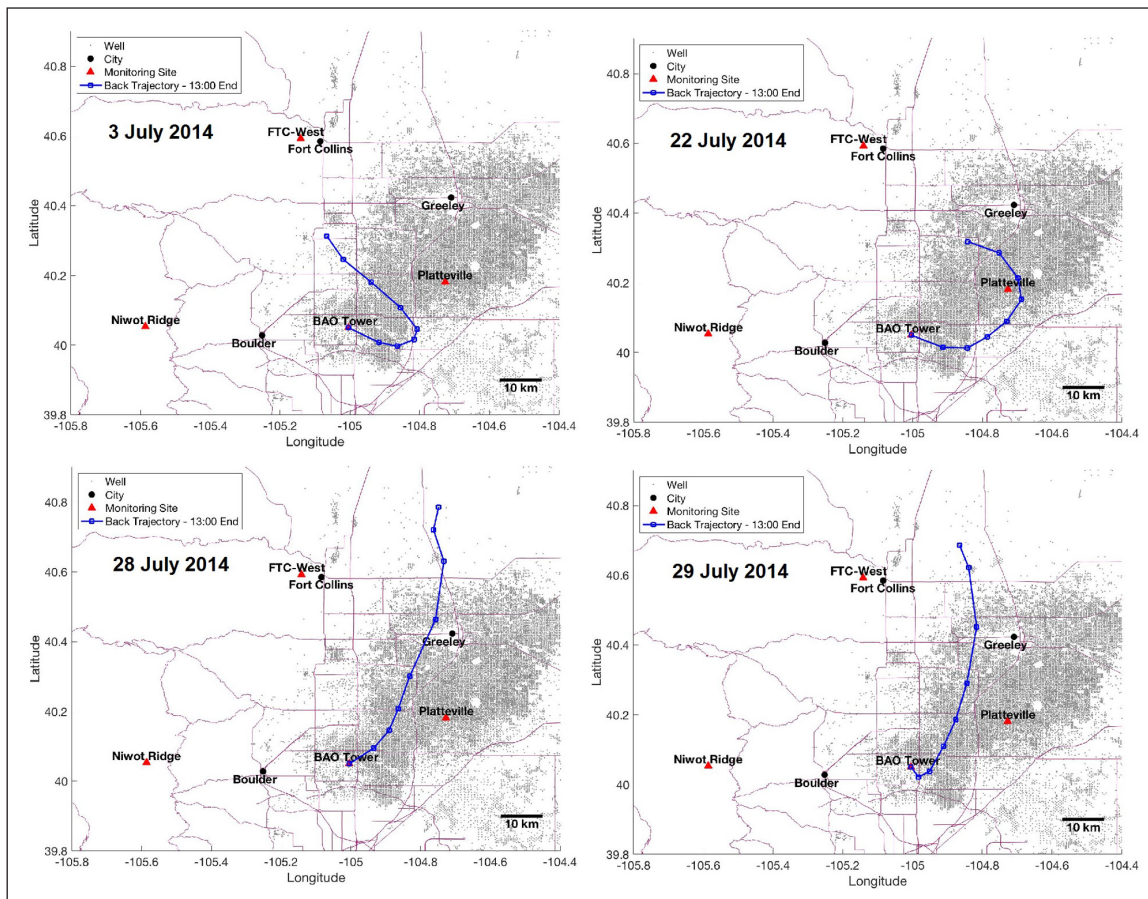 Well
City
Monitoring Site
Back Trajectory - 13:00 End
3 July 2014
FTC-West
Fort Collins
Greeley
Platteville
BAO Tower
Niwot Ridge
Boulder
10 km
40.8
40.6
40.4
40.2
40
39.8
Latitude
-105.8 -105.6 -105.4 -105.2 -105 -104.8 -104.6 -104.4
Longitude
Well
City
Monitoring Site
Back Trajectory - 13:00 End
22 July 2014
FTC-West
Fort Collins
Greeley
Platteville
BAO Tower
Niwot Ridge
Boulder
10 km
40.8
40.6
40.4
40.2
40
39.8
Latitude
-105.8 -105.6 -105.4 -105.2 -105 -104.8 -104.6 -104.4
Longitude
Well
City
Monitoring Site
Back Trajectory - 13:00 End
28 July 2014
FTC-West
Fort Collins
Greeley
Platteville
BAO Tower
Niwot Ridge
Boulder
10 km
40.8
40.6
40.4
40.2
40
39.8
Latitude
-105.8 -105.6 -105.4 -105.2 -105 -104.8 -104.6 -104.4
Longitude
Well
City
Monitoring Site
Back Trajectory - 13:00 End
29 July 2014
FTC-West
Fort Collins
Greeley
Platteville
BAO Tower
Niwot Ridge
Boulder
10 km
40.8
40.6
40.4
40.2
40
39.8
Latitude
-105.8 -105.6 -105.4 -105.2 -105 -104.8 -104.6 -104.4
Longitude